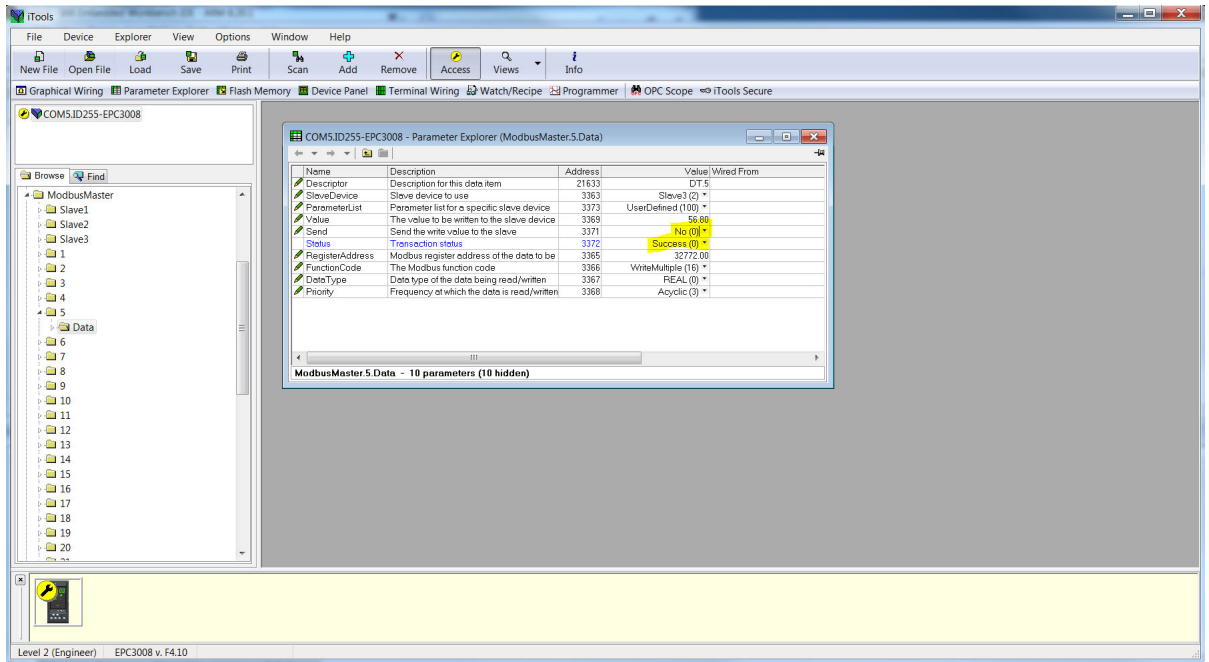 iTools
File Device Explorer View Options Window Help
New File Open File Load Save Print Scan Add Remove Access Views Info
Graphical Wiring Parameter Explorer Flash Memory Device Panel Terminal Wiring Watch/Recipe Programmer OPC Scope iTools Secure
COM5.ID255-EPC3008
Browse Find
ModbusMaster
Slave1
Slave2
Slave3
1
2
3
4
5
Data
6
7
8
9
10
11
12
13
14
15
16
17
18
19
20
COM5.ID255-EPC3008 - Parameter Explorer (ModbusMaster.5.Data)
Name Description Address Value Wired From
Descriptor Description for this data item 21633 DT.5
SlaveDevice Slave device to use 3363 Slave3 (2)
ParameterList Parameter list for a specific slave device 3373 UserDefined (100)
Value The value to be written to the slave device 3369 56.80
Send Send the write value to the slave 3371 No (0)
Status Transaction status 3372 Success (0)
RegisterAddress Modbus register address of the data to be 3365 32772.00
FunctionCode The Modbus function code 3366 WriteMultiple (16)
DataType Data type of the data being read/written 3367 REAL (0)
Priority Frequency at which the data is read/written 3368 Acyclic (3)
ModbusMaster.5.Data - 10 parameters (10 hidden)
Level 2 (Engineer) EPC3008 v. F4.10